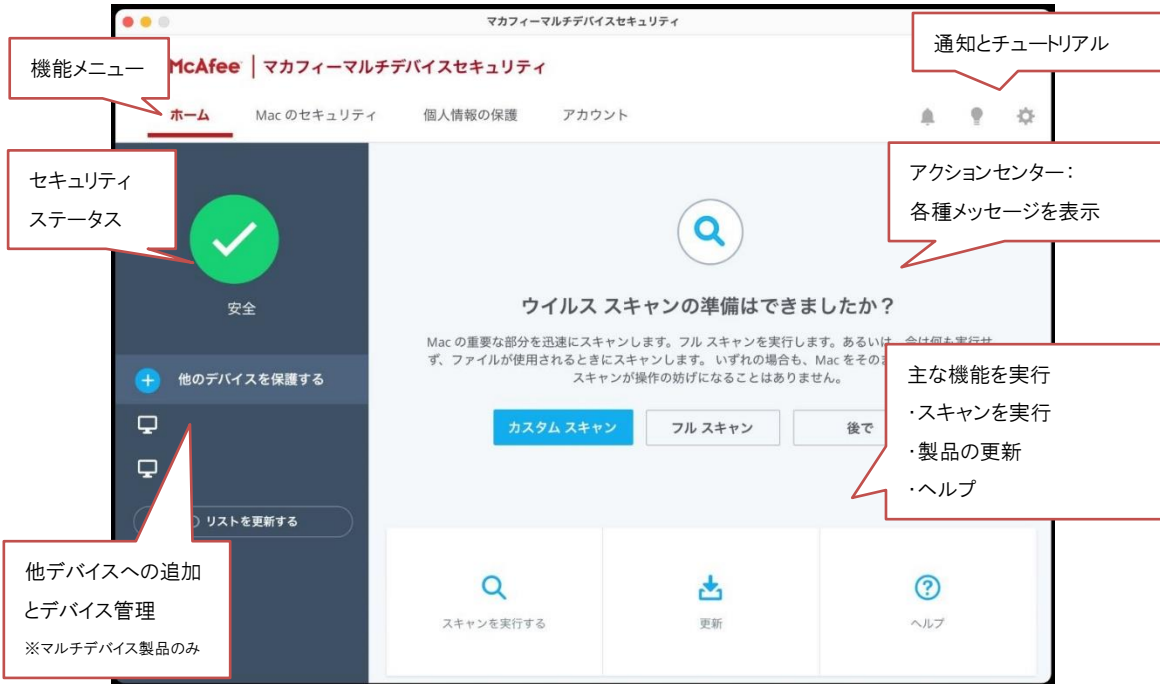 マカフィーマルチデバイスセキュリティ
通知とチュートリアル
機能メニュー
McAfee | マカフィーマルチデバイスセキュリティ
ホーム Mac のセキュリティ 個人情報の保護 アカウント
セキュリティ
ステータス
アクションセンター：
各種メッセージを表示
安全
ウイルス スキャンの準備はできましたか？
Mac の重要な部分を迅速にスキャンします。フル スキャンを実行します。あるいは、今は何も実行せ
ず、ファイルが使用されるときにスキャンします。 いずれの場合も、Mac をそのま
スキャンが操作の妨げになることはありません。
他のデバイスを保護する
カスタム スキャン フル スキャン 後で
主な機能を実行
・スキャンを実行
・製品の更新
・ヘルプ
リストを更新する
他デバイスへの追加
とデバイス管理
※マルチデバイス製品のみ
スキャンを実行する 更新 ヘルプ